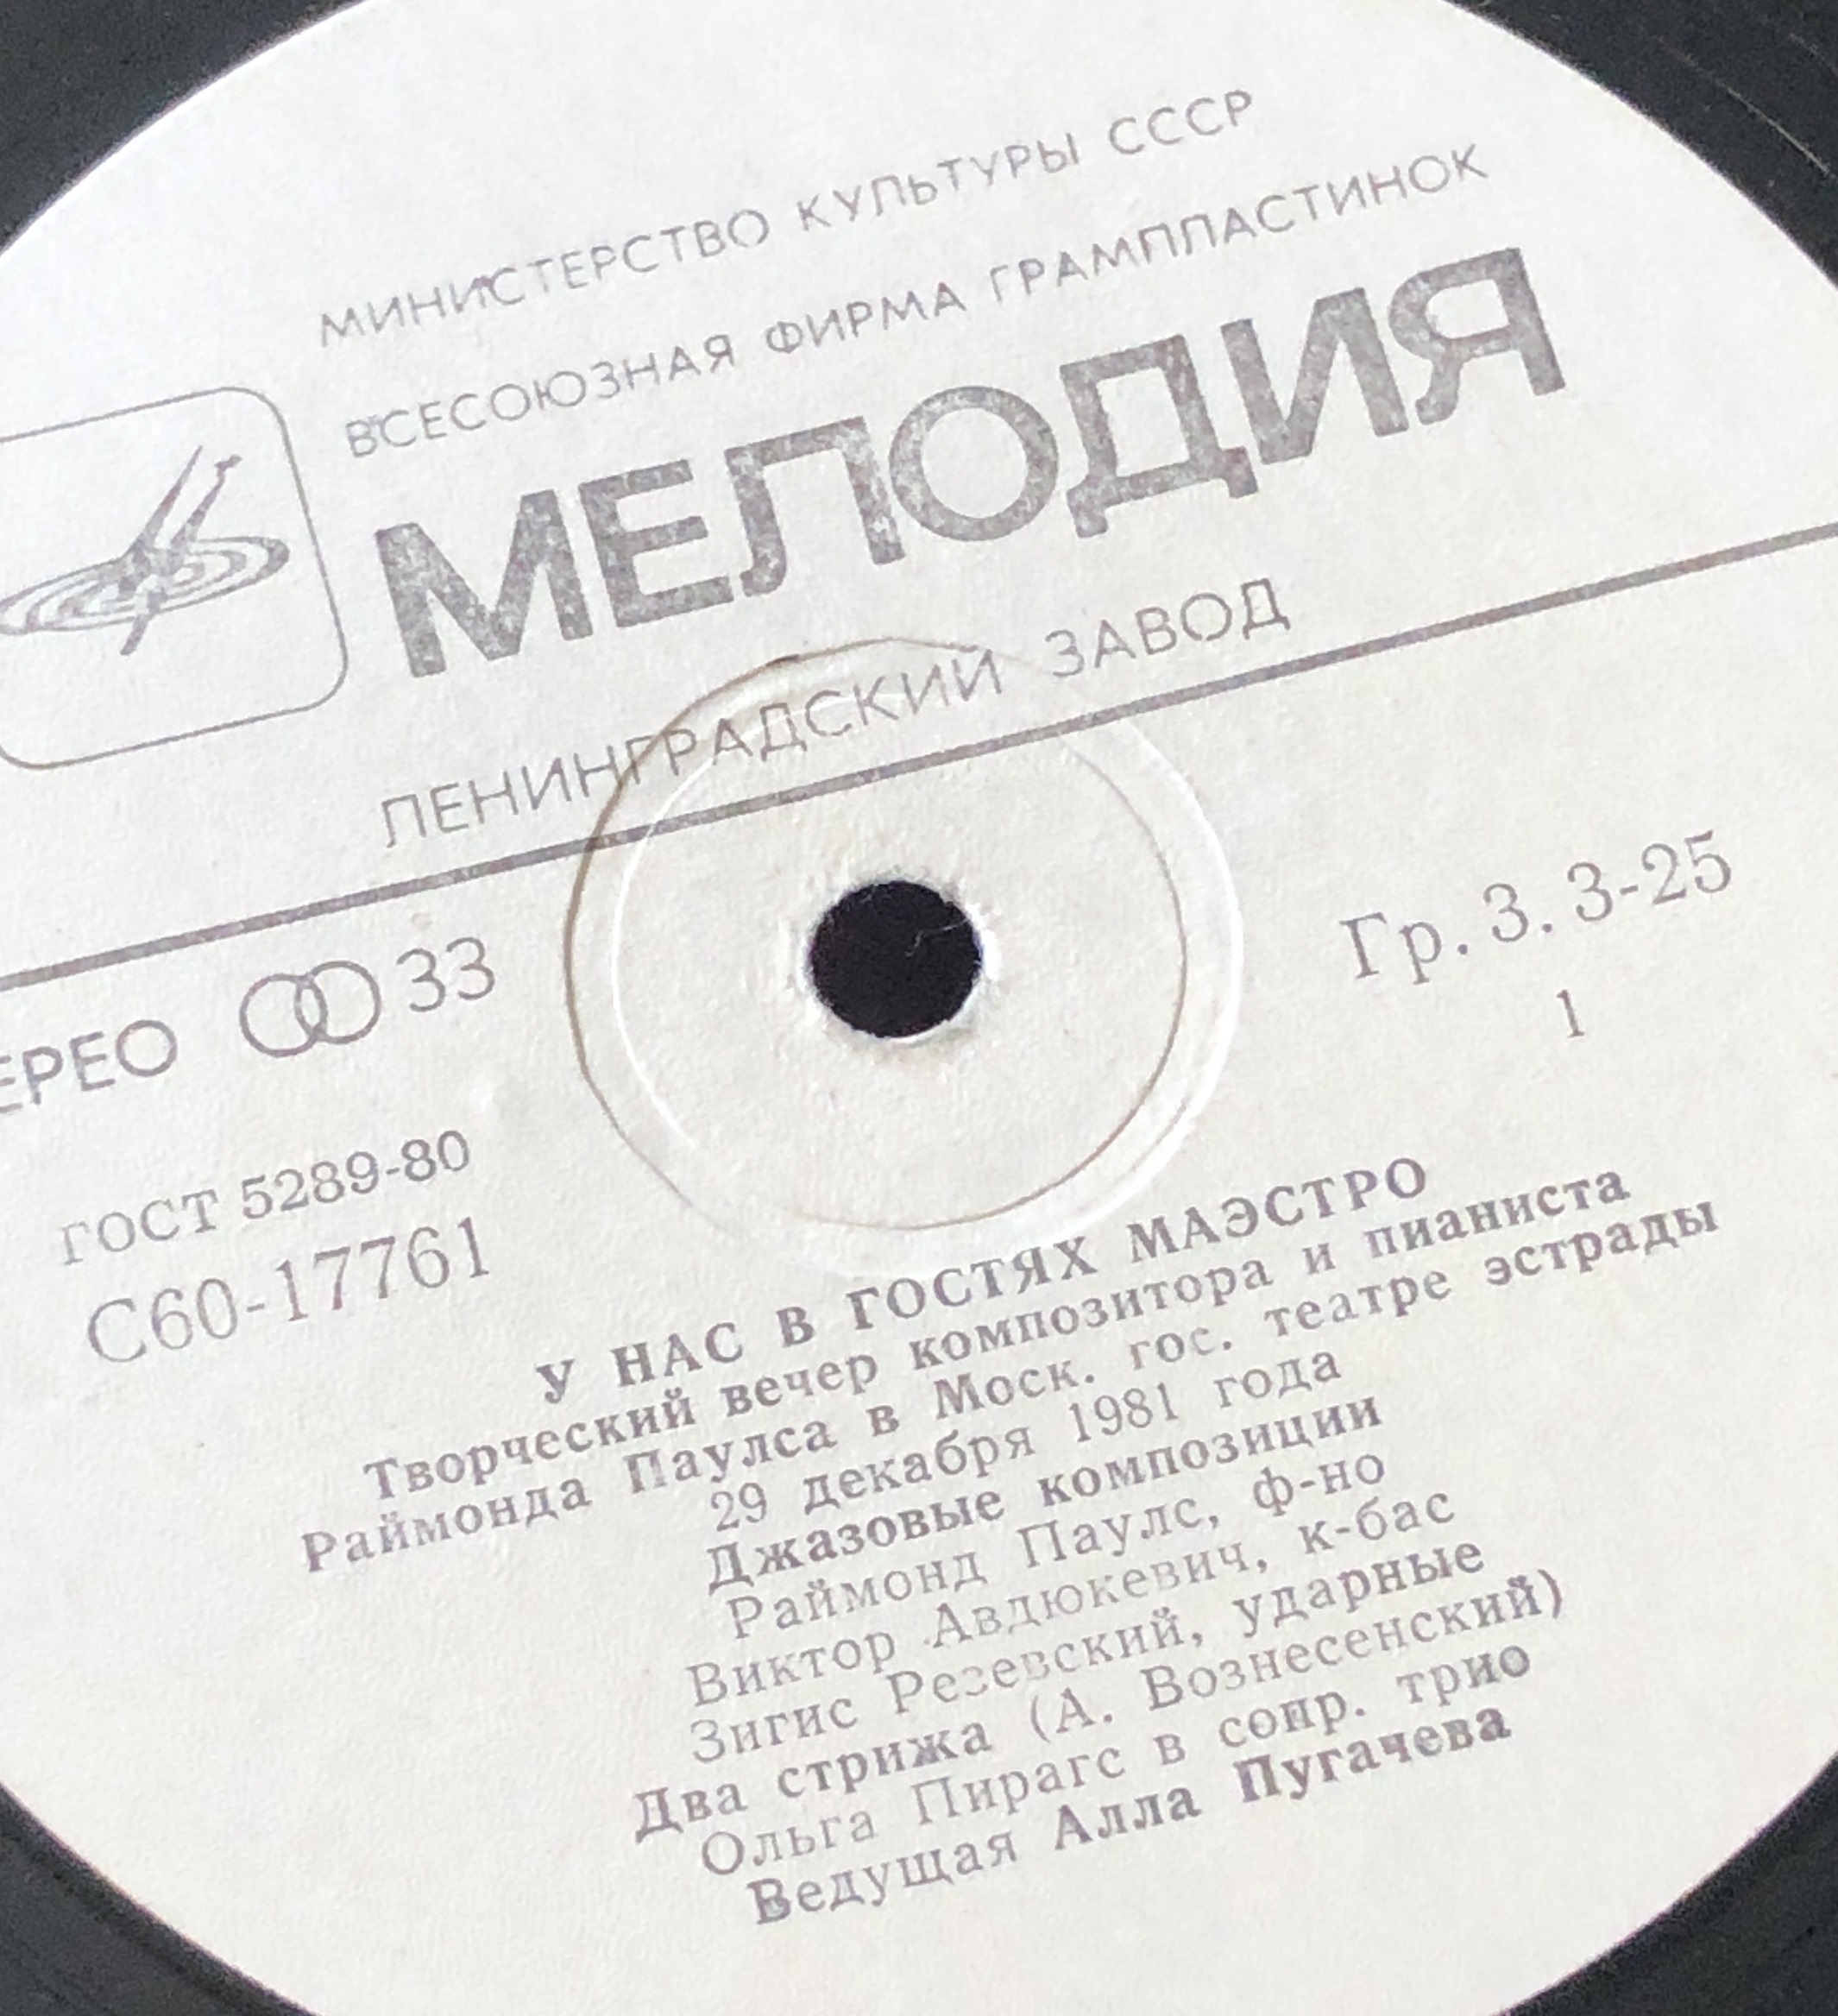 МИНИСТЕРСТВО КУЛЬТУРЫ СССР
ВСЕСОЮЗНАЯ ФИРМА ГРАМПЛАСТИНОК
МЕЛОДИЯ
ЛЕНИНГРАДСКИЙ ЗАВОД
ЕРЕО 33
Гр. 3. 3-25
1
ГОСТ 5289-80
С60-17761
У НАС В ГОСТЯХ МАЭСТРО
Творческий вечер композитора и пианиста
Раймонда Паулса в Моск. гос. театре эстрады
29 декабря 1981 года
Джазовые композиции
Раймонд Паулс, ф-но
Виктор Авдюкевич, к-бас
Зигис Резевский, ударные
Два стрижа (А. Вознесенский)
Ольга Пирагс в сопр. трио
Ведущая Алла Пугачева